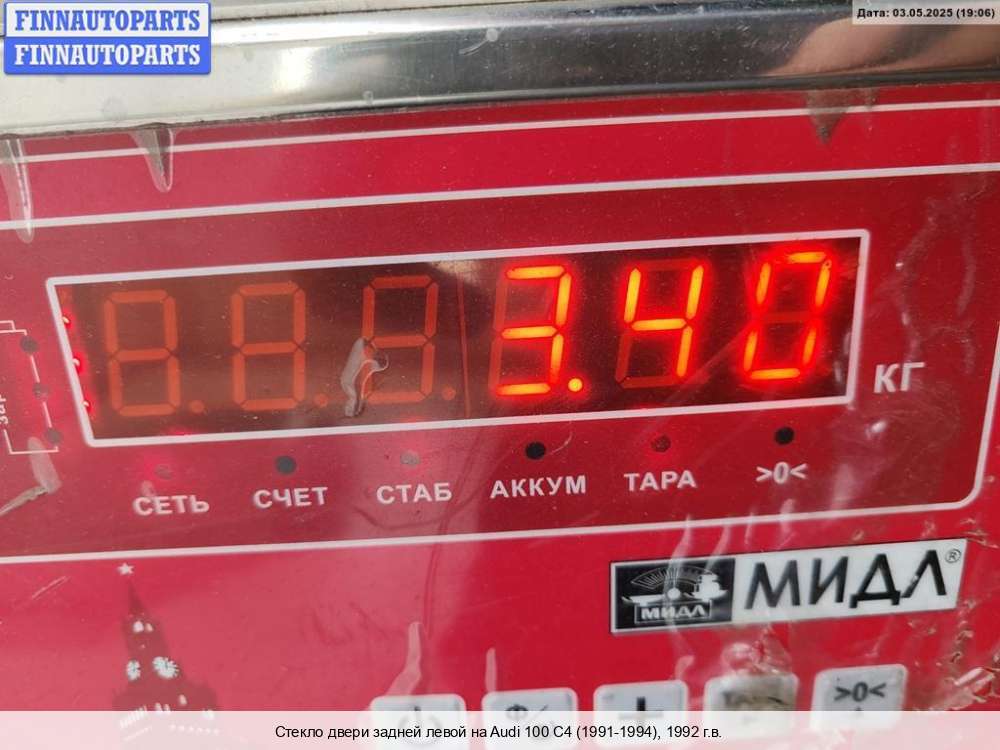 FINNAUTOPARTS
FINNAUTOPARTS
Дата: 03.05.2025 (19:06)
3.40
КГ
СЕТЬ СЧЕТ СТАБ АККУМ ТАРА >0<
МИДЛ МИДЛ®
>0<
Стекло двери задней левой на Audi 100 C4 (1991-1994), 1992 г.в.